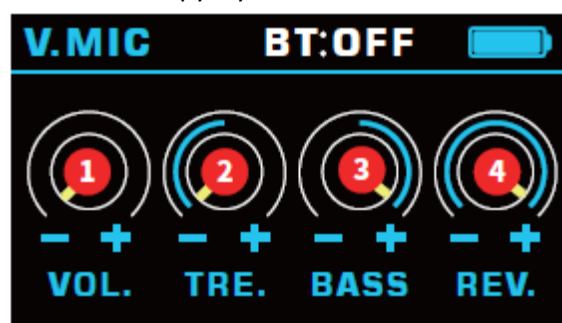 V.MIC BT:OFF
1 2 3 4
- + - + - + - +
VOL. TRE. BASS REV.